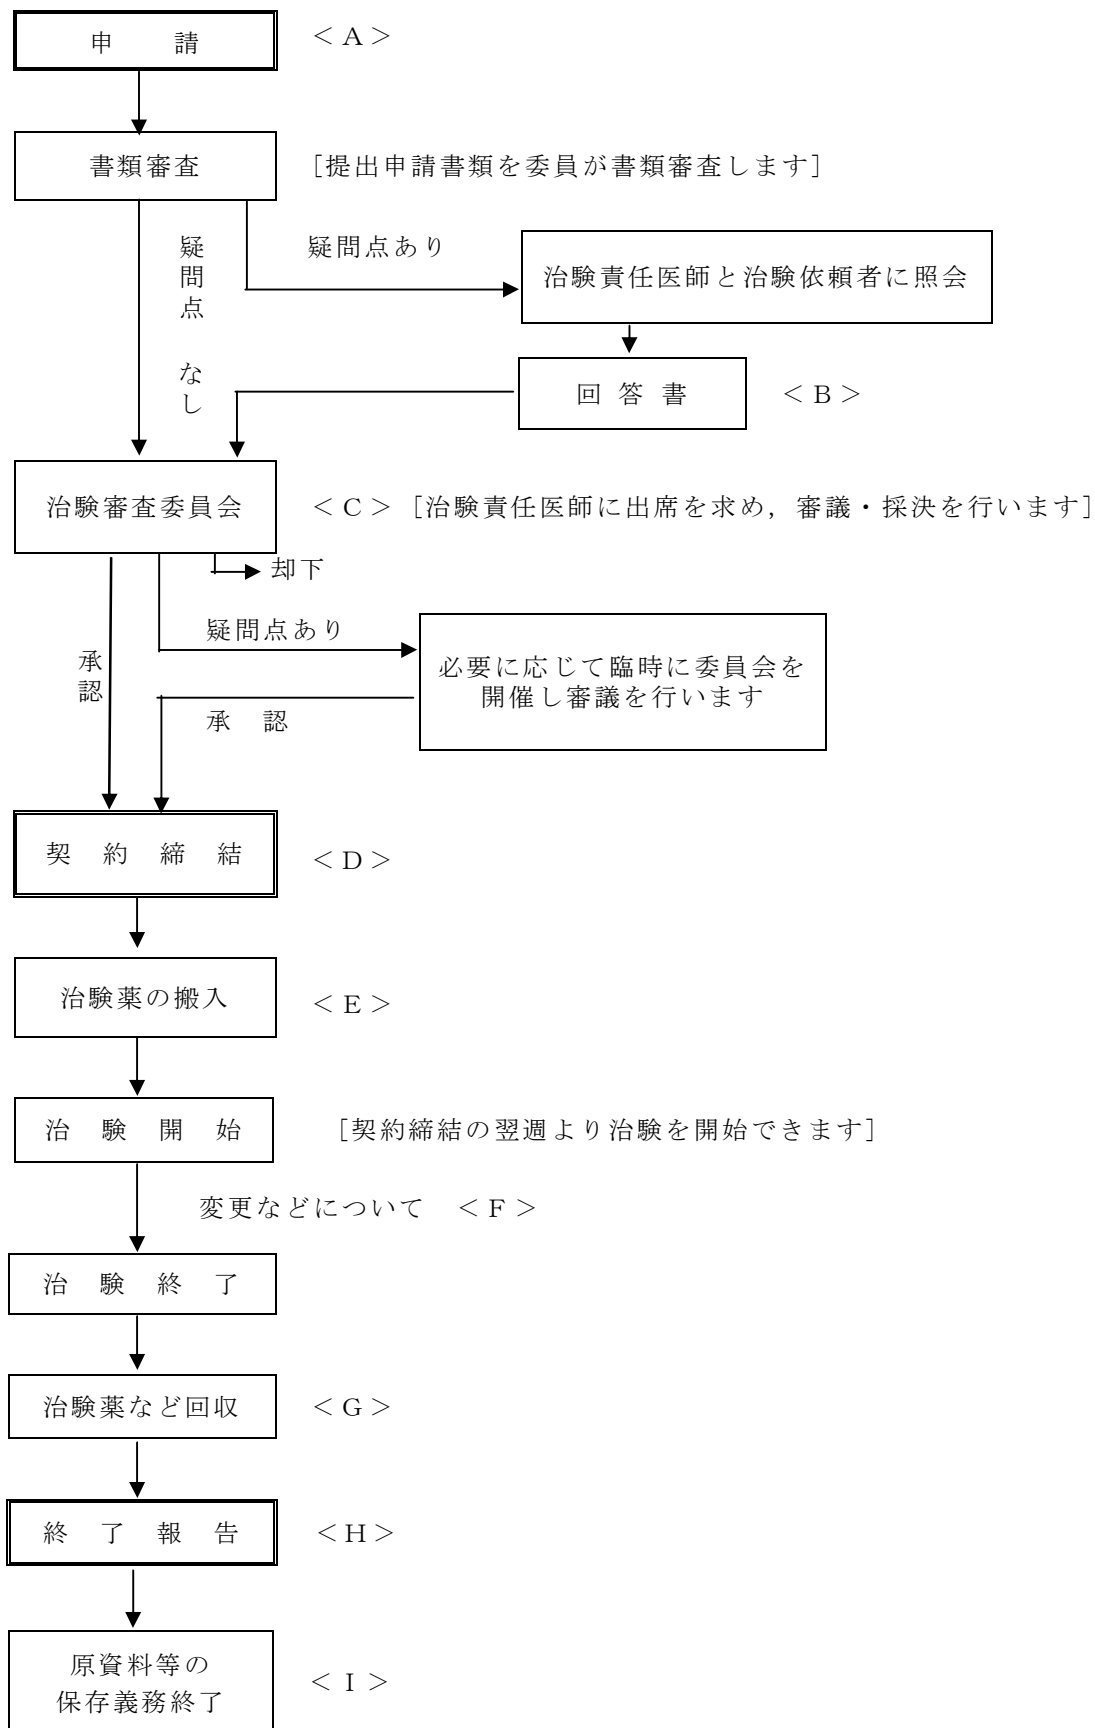 申　請　＜Ａ＞
書類審査　［提出申請書類を委員が書類審査します］
疑問点　なし
疑問点あり
治験責任医師と治験依頼者に照会
回 答 書　＜Ｂ＞
治験審査委員会　＜Ｃ＞［治験責任医師に出席を求め，審議・採決を行います］
却下
疑問点あり
承認
必要に応じて臨時に委員会を
開催し審議を行います
承　認
契　約　締　結　＜Ｄ＞
治験薬の搬入　＜Ｅ＞
治　験　開　始　［契約締結の翌週より治験を開始できます］
変更などについて　＜Ｆ＞
治　験　終　了
治験薬など回収　＜Ｇ＞
終　了　報　告　＜Ｈ＞
原資料等の
保存義務終了　＜Ｉ＞